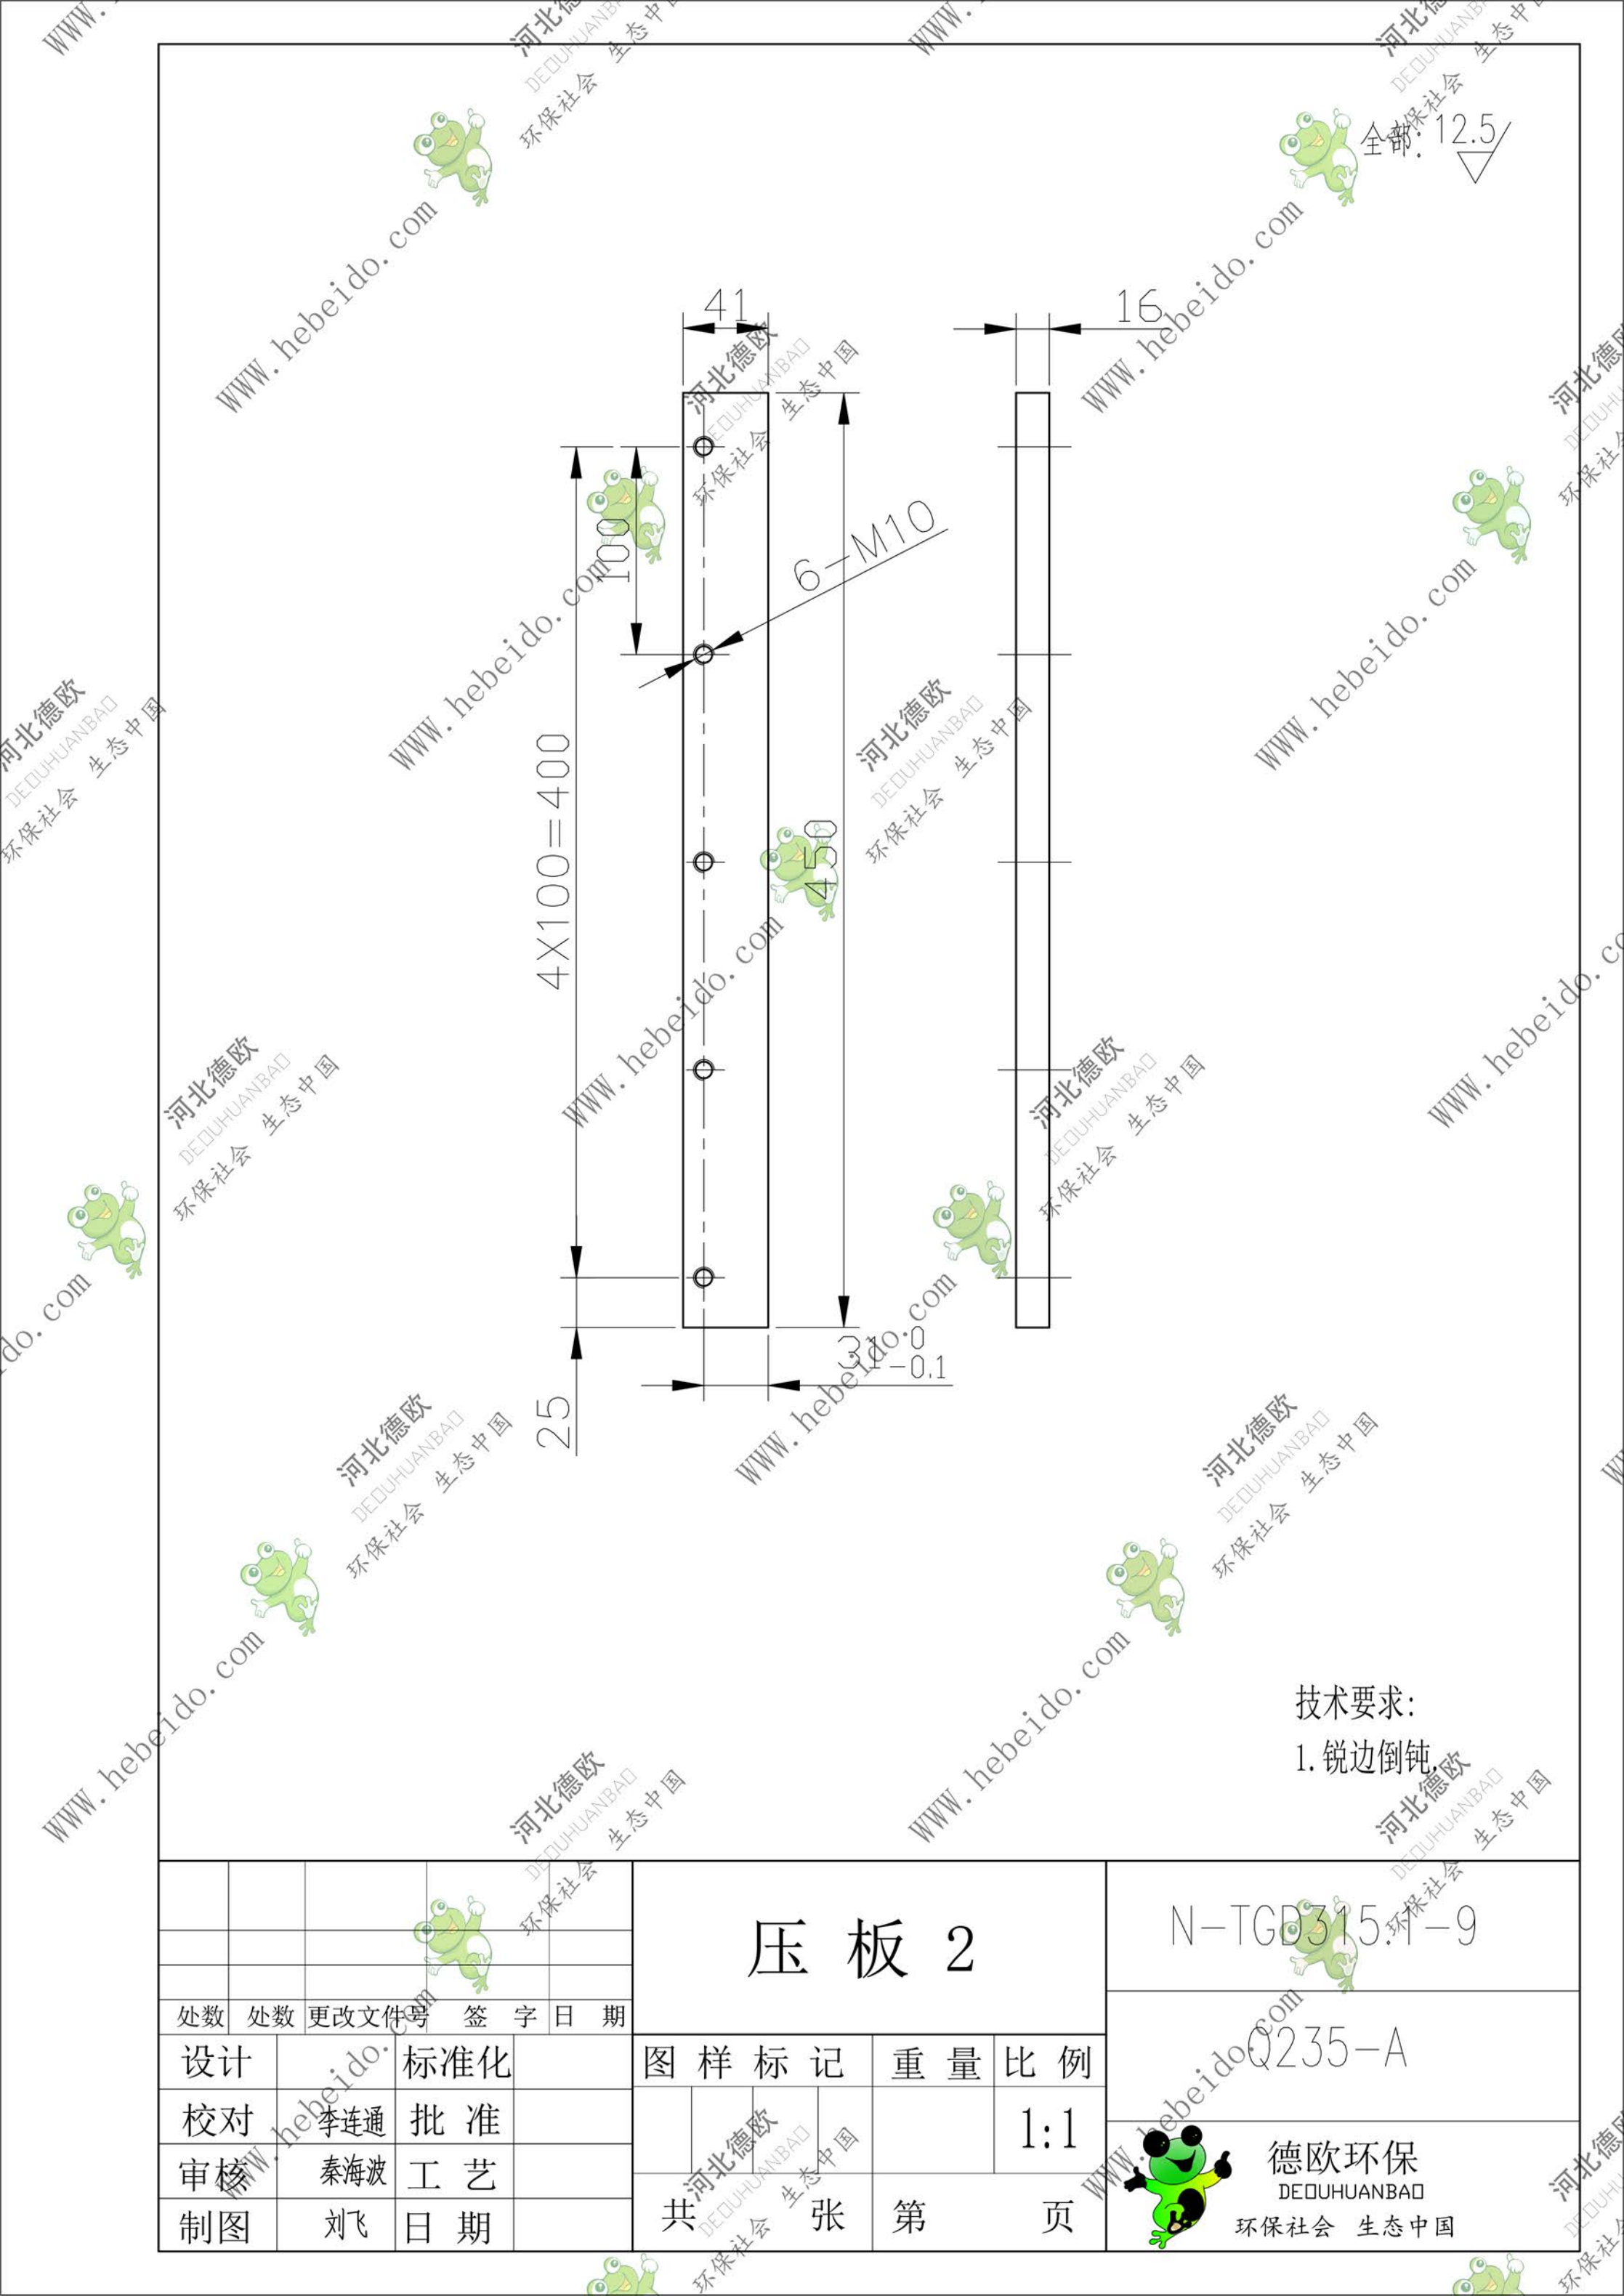 全部: 12.5
41
16
100
6-M10
4X100=400
450
31 0 -0.1
25
技术要求:
1.锐边倒钝.
压 板 2
N-TGD315.1-9
Q235-A
处数 处数 更改文件号 签 字 日 期
设计 标准化
校对 李连通 批 准
审核 秦海波 工 艺
制图 刘飞 日 期
图 样 标 记 重 量 比 例
1:1
共 张 第 页
德欧环保
DEOUHUANBAO
环保社会 生态中国
河北德欧
DEOUHUANBAO
环保社会 生态中国
WWW.hebeido.com